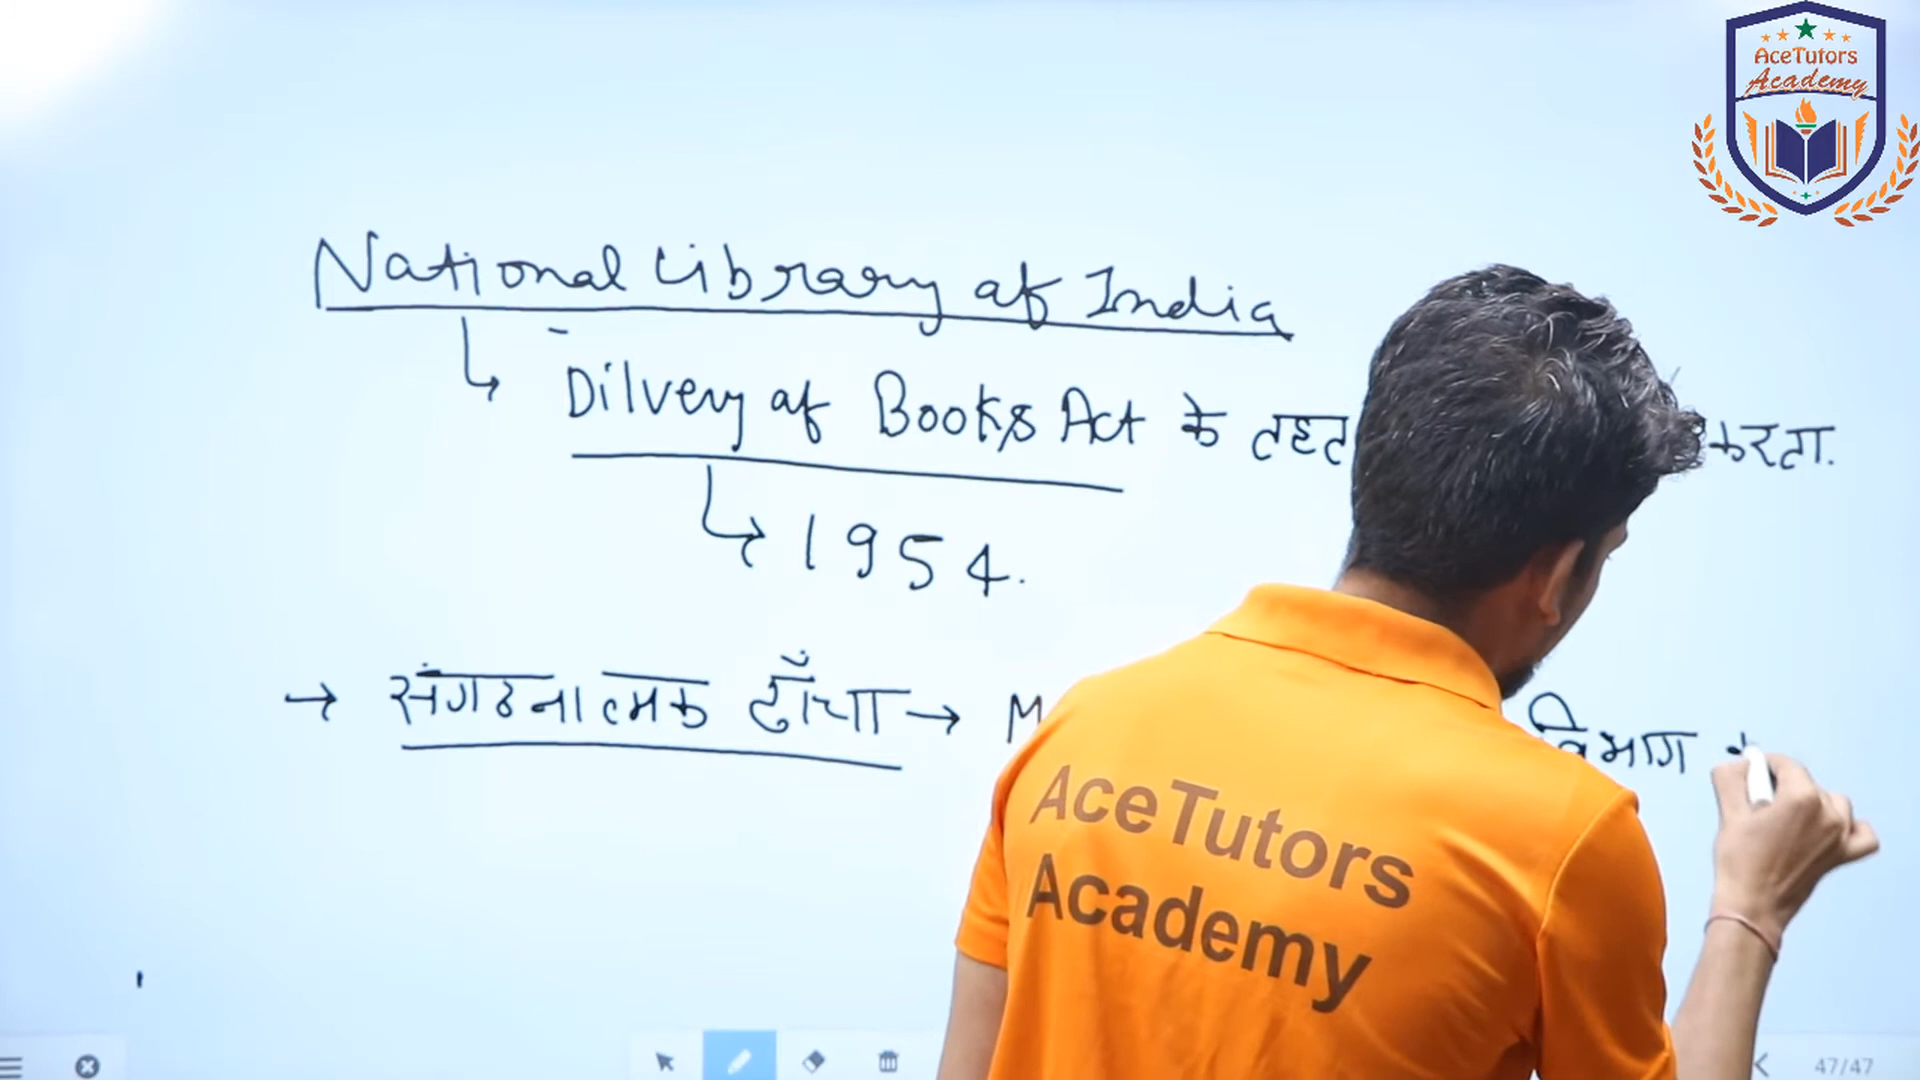 AceTutors
Academy
National Library of India
↳ Dilvery of Books Act के तहत करता.
↳ 1954.
→ संगठनात्मक ढाँचा → M विभाग
AceTutors
Academy
47/47